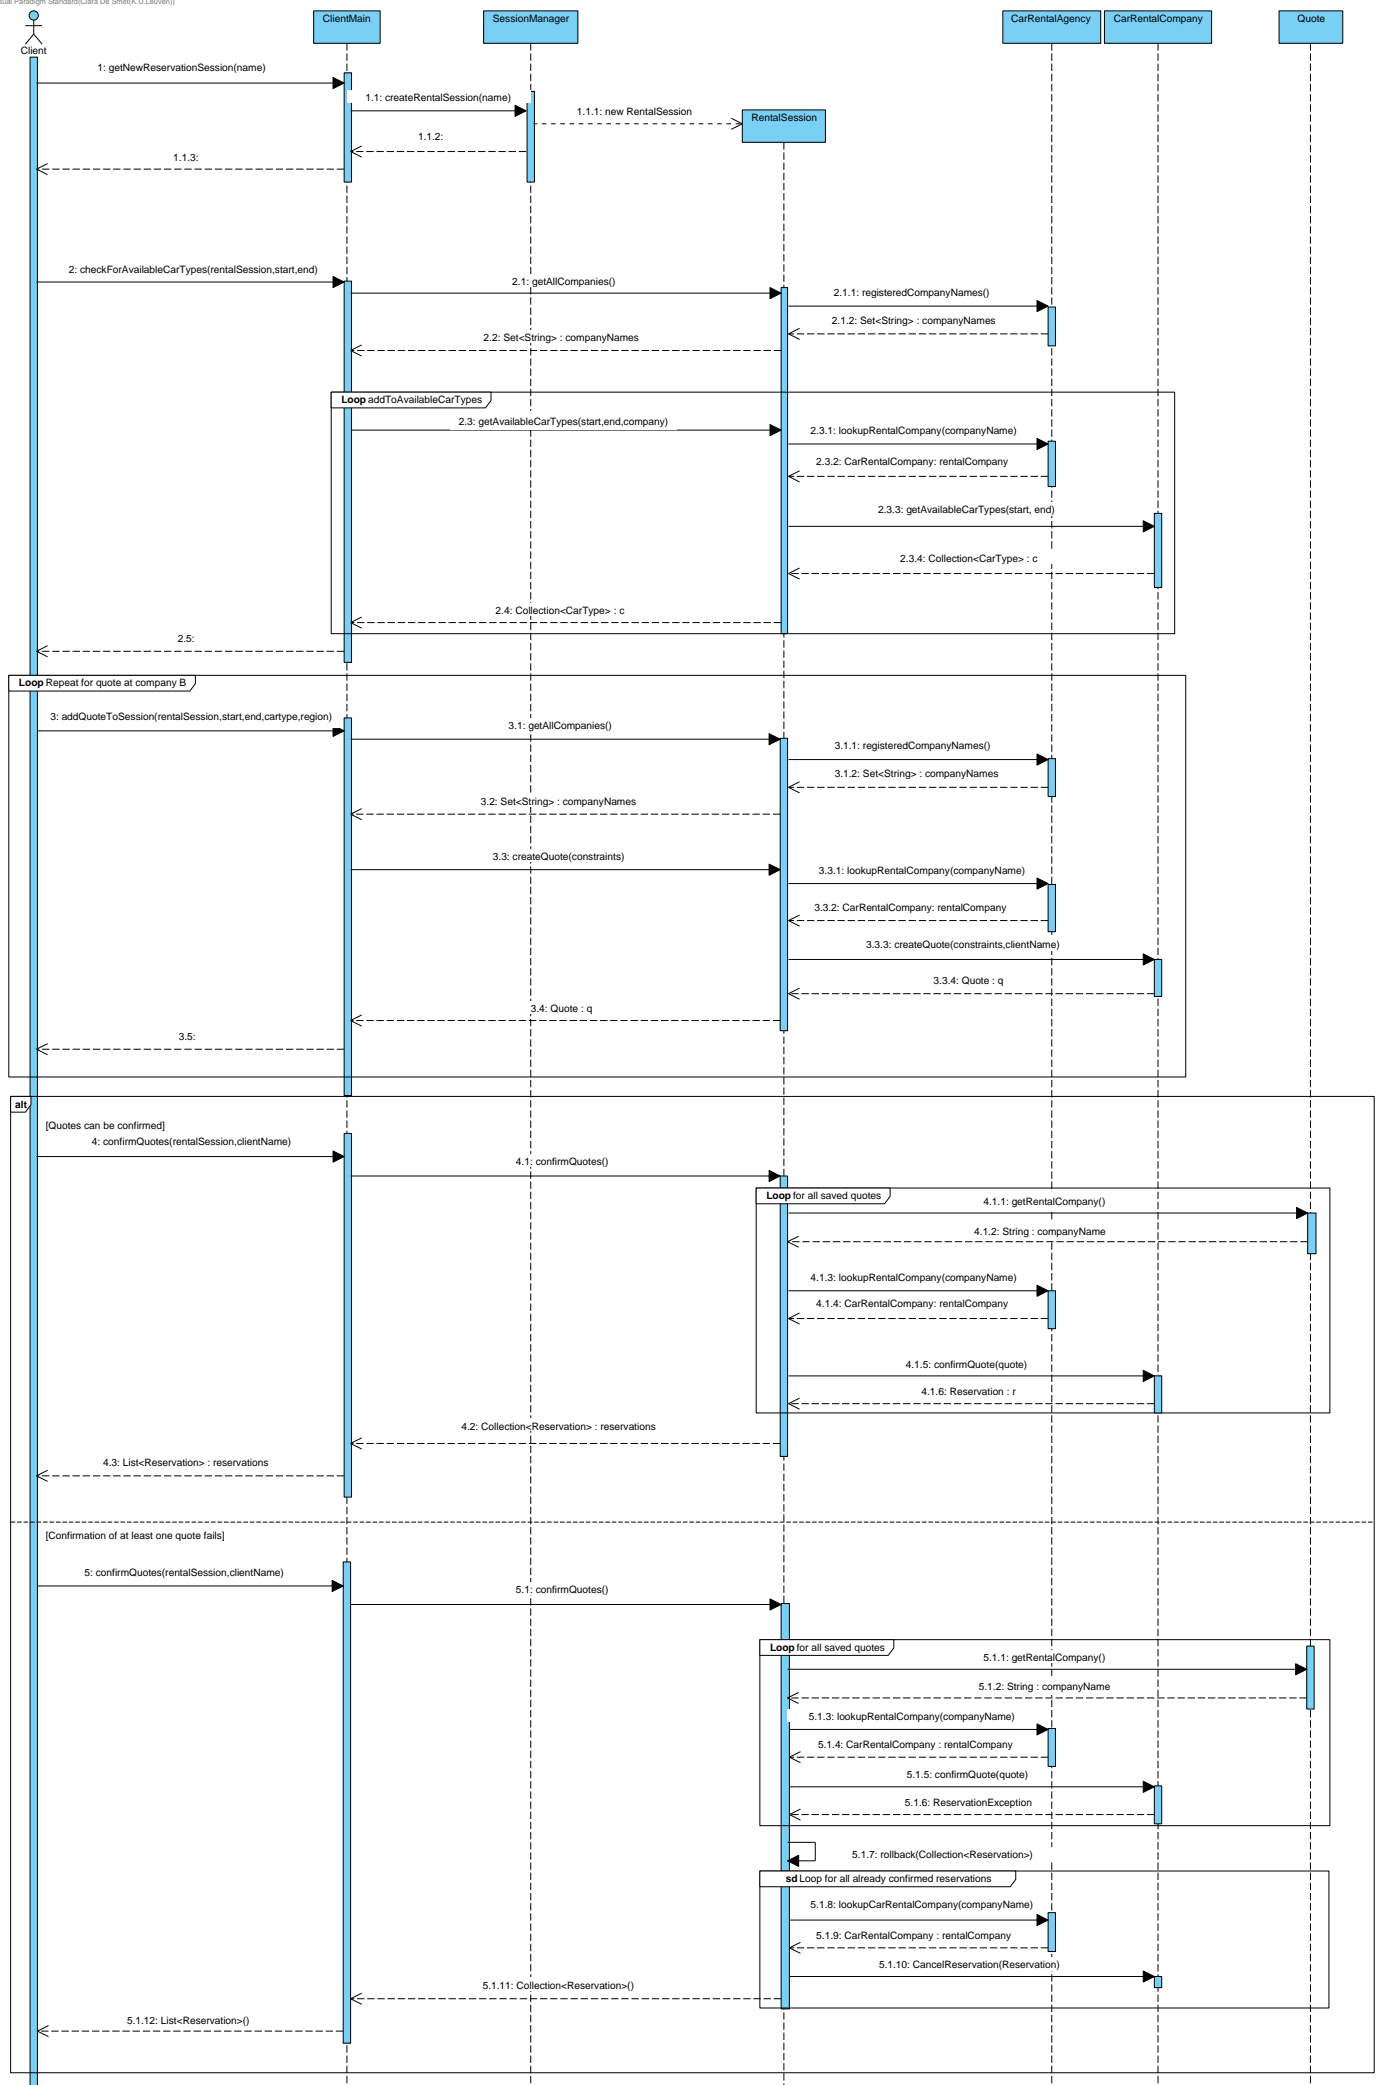 sual Paradigm Standard(Clara De Smet(K.U.Leuven))
Client
ClientMain
SessionManager
CarRentalAgency
CarRentalCompany
Quote
1: getNewReservationSession(name)
1.1: createRentalSession(name)
1.1.1: new RentalSession
RentalSession
1.1.2:
1.1.3:
2: checkForAvailableCarTypes(rentalSession,start,end)
2.1: getAllCompanies()
2.1.1: registeredCompanyNames()
2.1.2: Set<String> : companyNames
2.2: Set<String> : companyNames
Loop addToAvailableCarTypes
2.3: getAvailableCarTypes(start,end,company)
2.3.1: lookupRentalCompany(companyName)
2.3.2: CarRentalCompany: rentalCompany
2.3.3: getAvailableCarTypes(start, end)
2.3.4: Collection<CarType> : c
2.4: Collection<CarType> : c
2.5:
Loop Repeat for quote at company B
3: addQuoteToSession(rentalSession,start,end,cartype,region)
3.1: getAllCompanies()
3.1.1: registeredCompanyNames()
3.1.2: Set<String> : companyNames
3.2: Set<String> : companyNames
3.3: createQuote(constraints)
3.3.1: lookupRentalCompany(companyName)
3.3.2: CarRentalCompany: rentalCompany
3.3.3: createQuote(constraints,clientName)
3.3.4: Quote : q
3.4: Quote : q
3.5:
alt
[Quotes can be confirmed]
4: confirmQuotes(rentalSession,clientName)
4.1: confirmQuotes()
Loop for all saved quotes
4.1.1: getRentalCompany()
4.1.2: String : companyName
4.1.3: lookupRentalCompany(companyName)
4.1.4: CarRentalCompany: rentalCompany
4.1.5: confirmQuote(quote)
4.1.6: Reservation : r
4.2: Collection<Reservation> : reservations
4.3: List<Reservation> : reservations
[Confirmation of at least one quote fails]
5: confirmQuotes(rentalSession,clientName)
5.1: confirmQuotes()
Loop for all saved quotes
5.1.1: getRentalCompany()
5.1.2: String : companyName
5.1.3: lookupRentalCompany(companyName)
5.1.4: CarRentalCompany : rentalCompany
5.1.5: confirmQuote(quote)
5.1.6: ReservationException
5.1.7: rollback(Collection<Reservation>)
sd Loop for all already confirmed reservations
5.1.8: lookupCarRentalCompany(companyName)
5.1.9: CarRentalCompany : rentalCompany
5.1.10: CancelReservation(Reservation)
5.1.11: Collection<Reservation>()
5.1.12: List<Reservation>()